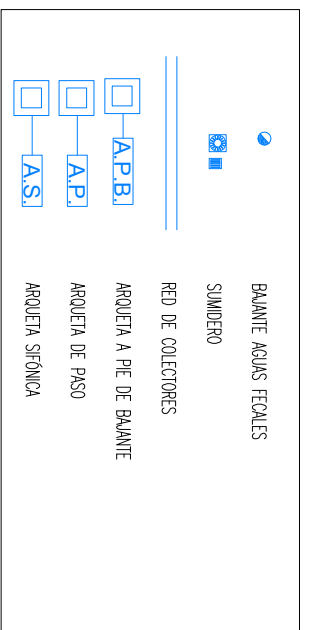 BAJANTE AGUAS FECALES
SUMIDERO
RED DE COLECTORES
A.P.B. ARQUETA A PIE DE BAJANTE
A.P. ARQUETA DE PASO
A.S. ARQUETA SIFÓNICA